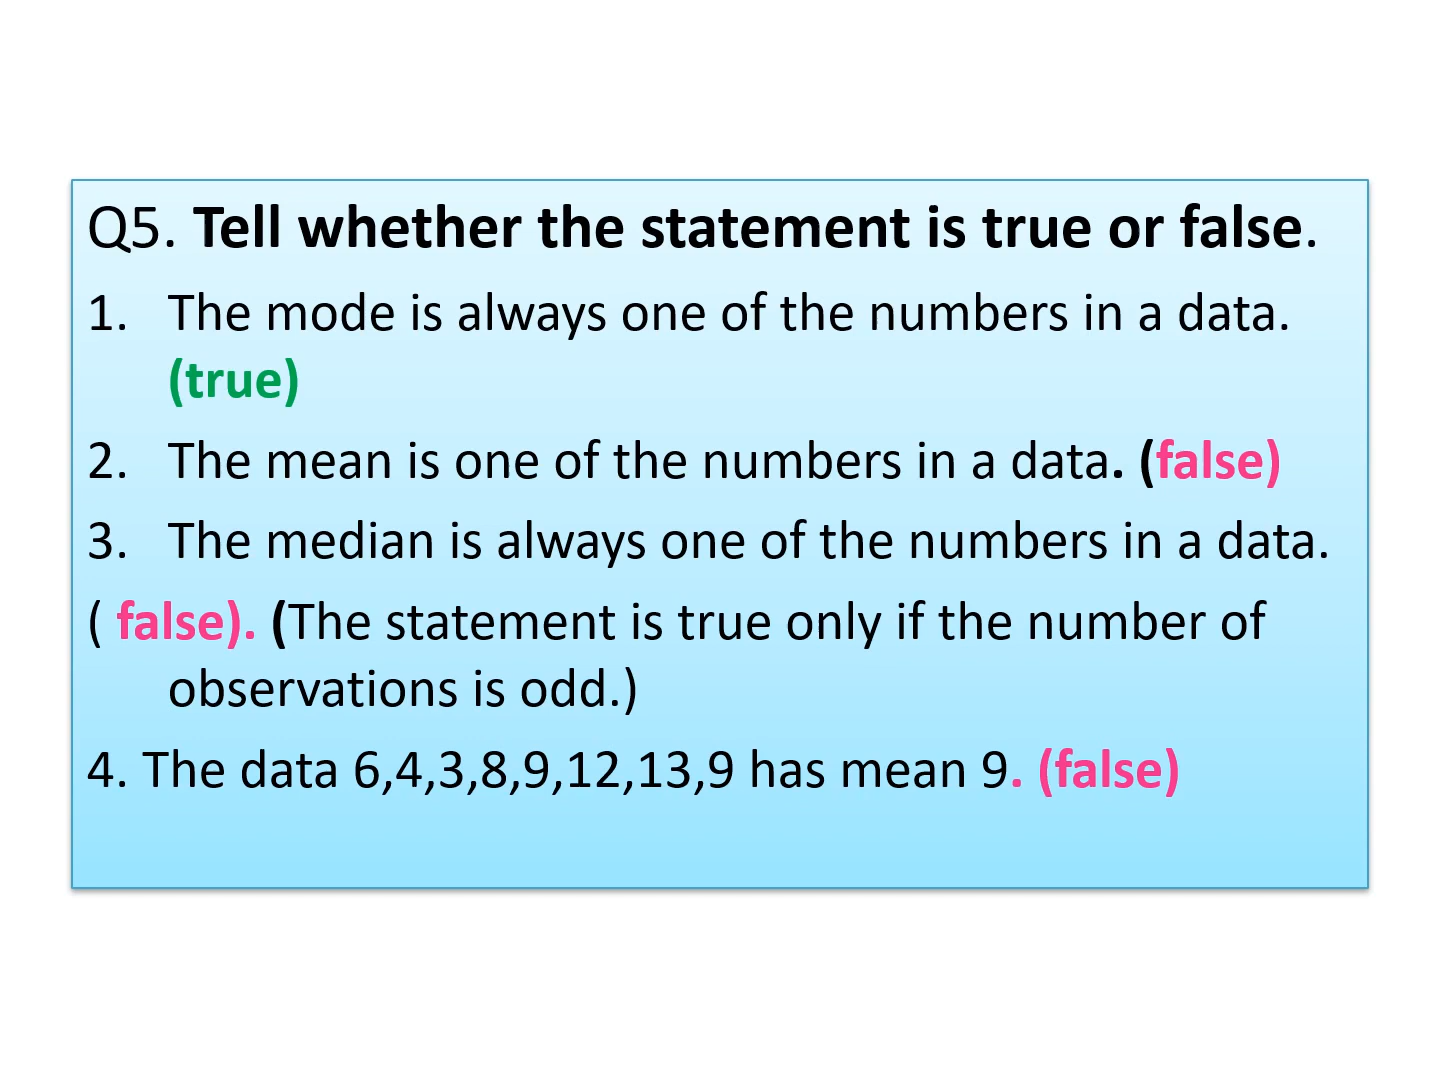 Q5. Tell whether the statement is true or false.
1. The mode is always one of the numbers in a data.
(true)
2. The mean is one of the numbers in a data. (false)
3. The median is always one of the numbers in a data.
( false). (The statement is true only if the number of
observations is odd.)
4. The data 6,4,3,8,9,12,13,9 has mean 9. (false)